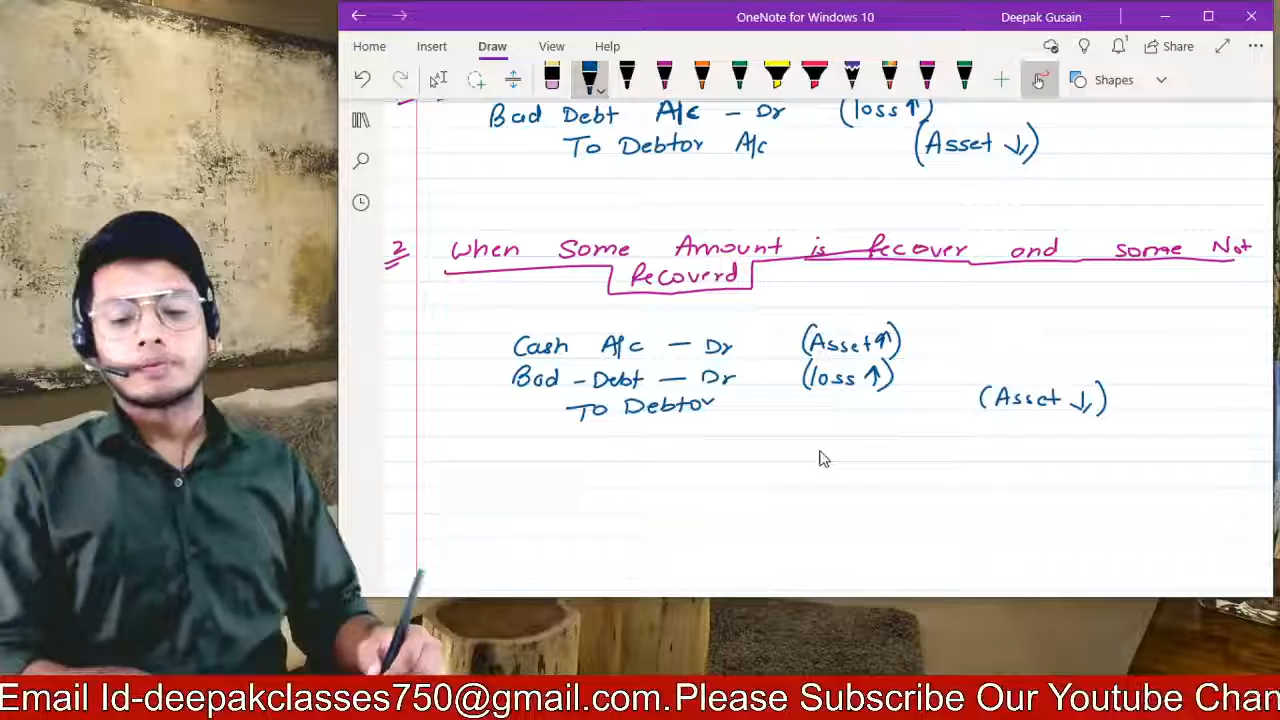 OneNote for Windows 10
Deepak Gusain
Home Insert Draw View Help
Share
Shapes
Bad Debt A/c - Dr (loss ↑)
To Debtor A/c (Asset ↓)
2 When Some Amount is Recover and some Not
Recoverd
Cash A/c - Dr (Asset ↑)
Bad - Debt - Dr (loss ↑)
To Debtor (Asset ↓)
Email Id-deepakclasses750@gmail.com.Please Subscribe Our Youtube Chan